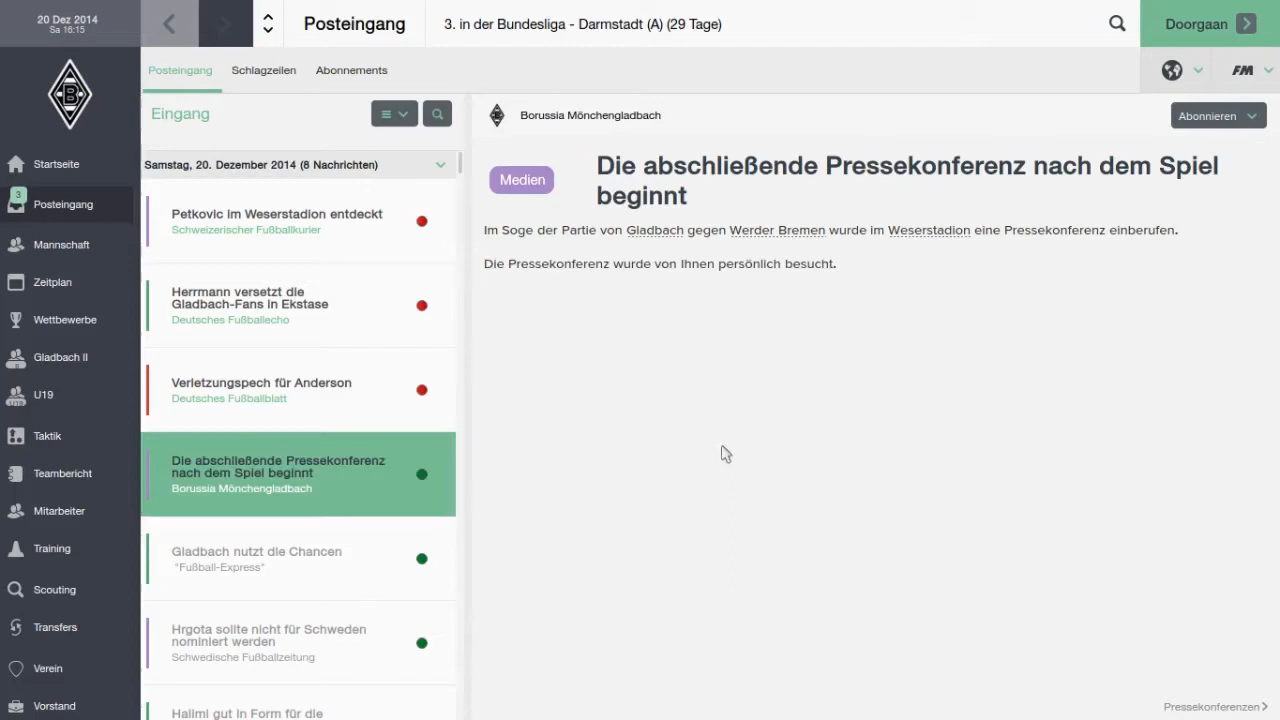 20 Dez 2014
Sa 16:15
Posteingang
3. in der Bundesliga - Darmstadt (A) (29 Tage)
Doorgaan
Posteingang
Schlagzeilen
Abonnements
FM
B
Startseite
3
Posteingang
Mannschaft
Zeitplan
Wettbewerbe
Gladbach II
U19
Taktik
Teambericht
Mitarbeiter
Training
Scouting
Transfers
Verein
Vorstand
Eingang
Samstag, 20. Dezember 2014 (8 Nachrichten)
Petkovic im Weserstadion entdeckt
Schweizerischer Fußballkurier
Herrmann versetzt die
Gladbach-Fans in Ekstase
Deutsches Fußballecho
Verletzungspech für Anderson
Deutsches Fußballblatt
Die abschließende Pressekonferenz
nach dem Spiel beginnt
Borussia Mönchengladbach
Gladbach nutzt die Chancen
"Fußball-Express"
Hrgota sollte nicht für Schweden
nominiert werden
Schwedische Fußballzeitung
Halimi gut in Form für die
Borussia Mönchengladbach
Abonnieren
Medien
Die abschließende Pressekonferenz nach dem Spiel
beginnt
Im Soge der Partie von Gladbach gegen Werder Bremen wurde im Weserstadion eine Pressekonferenz einberufen.
Die Pressekonferenz wurde von Ihnen persönlich besucht.
Pressekonferenzen